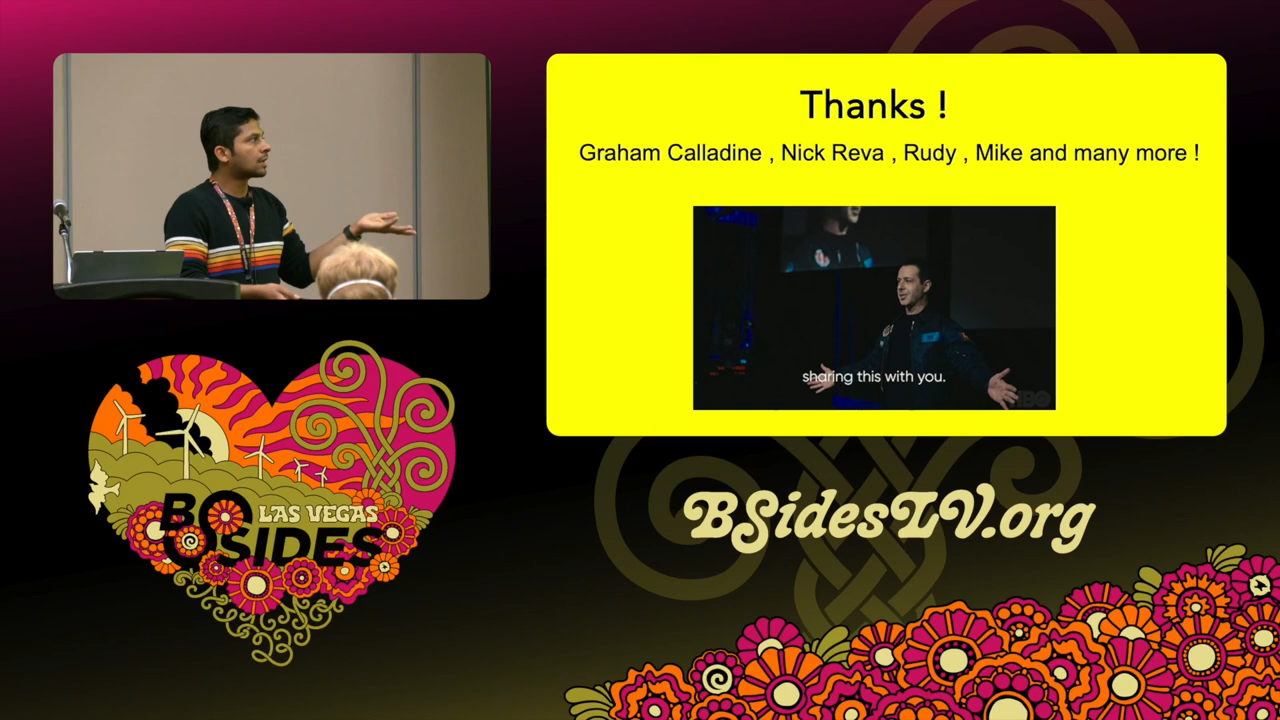 Thanks !
Graham Calladine , Nick Reva , Rudy , Mike and many more !
sharing this with you.
HBO
BSIDES
LAS VEGAS
23
BSidesLV.org